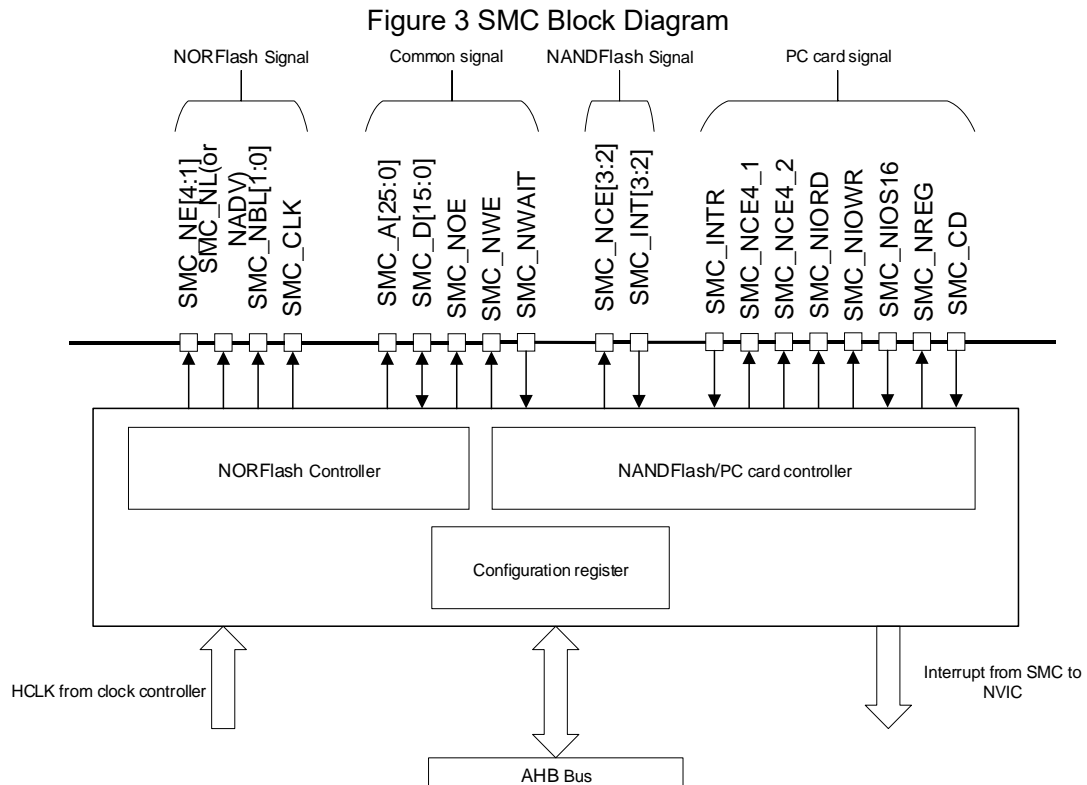 Figure 3 SMC Block Diagram
NORFlash Signal
Common signal
NANDFlash Signal
PC card signal
SMC_NE[4:1]
SMC_NL(or
NADV)
SMC_NBL[1:0]
SMC_CLK
SMC_A[25:0]
SMC_D[15:0]
SMC_NOE
SMC_NWE
SMC_NWAIT
SMC_NCE[3:2]
SMC_INT[3:2]
SMC_INTR
SMC_NCE4_1
SMC_NCE4_2
SMC_NIORD
SMC_NIOWR
SMC_NIOS16
SMC_NREG
SMC_CD
NORFlash Controller
NANDFlash/PC card controller
Configuration register
HCLK from clock controller
Interrupt from SMC to
NVIC
AHB Bus